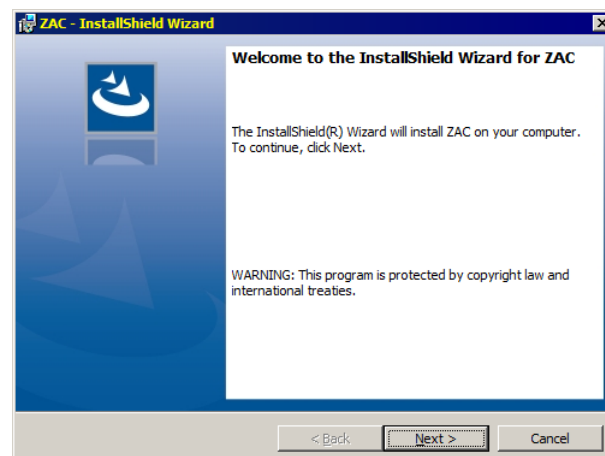 ZAC - InstallShield Wizard
Welcome to the InstallShield Wizard for ZAC
The InstallShield(R) Wizard will install ZAC on your computer.
To continue, click Next.
WARNING: This program is protected by copyright law and
international treaties.
< Back
Next >
Cancel